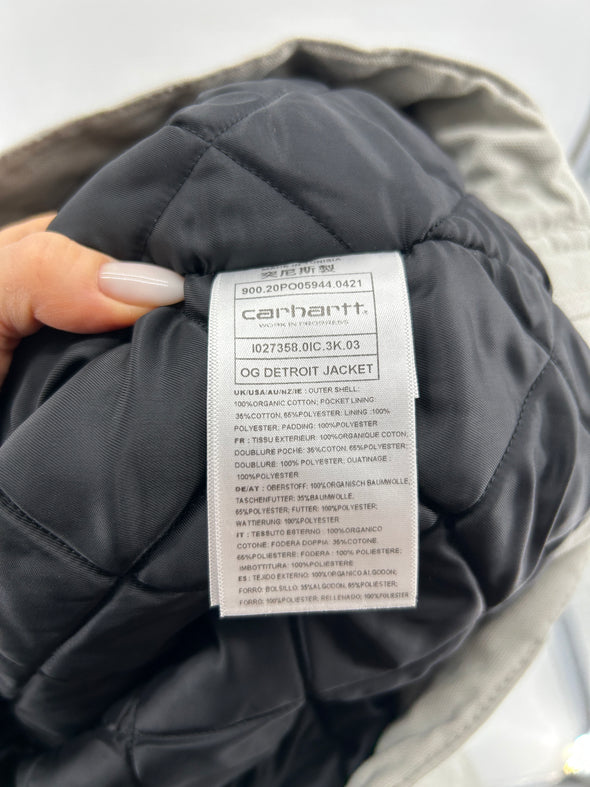 突尼斯製
900.20PO05944.0421
carhartt.
WORK IN PROGRESS
I027358.0IC.3K.03
OG DETROIT JACKET
UK/USA/AU/NZ/IE : OUTER SHELL:
100%ORGANIC COTTON; POCKET LINING:
35%COTTON, 65%POLYESTER; LINING :100%
POLYESTER, PADDING: 100%POLYESTER
FR : TISSU EXTERIEUR: 100%ORGANIQUE COTON,
DOUBLURE POCHE: 35%COTON, 65%POLYESTER;
DOUBLURE: 100% POLYESTER; OUATINAGE :
100%POLYESTER
DE/AT : OBERSTOFF: 100%ORGANISCH BAUMWOLLE,
TASCHENFUTTER: 35%BAUMWOLLE,
65%POLYESTER; FUTTER: 100%POLYESTER;
WATTIERUNG: 100%POLYESTER
IT : TESSUTO ESTERNO : 100%ORGANICO
COTONE; FODERA DOPPIA: 35%COTONE,
65%POLIESTERE; FODERA : 100% POLIESTERE;
IMBOTTITURA: 100%POLIESTERE
ES : TEJIDO EXTERNO: 100%ORGANICO ALGODON;
FORRO: BOLSILLO: 35%ALGODON, 65%POLIESTER;
FORRO: 100%POLIESTER; RELLENADO: 100%POLIESTER